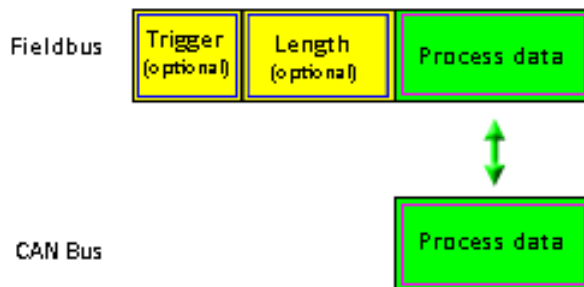 Fieldbus
Trigger
(optional)
Length
(optional)
Process data
CAN Bus
Process data